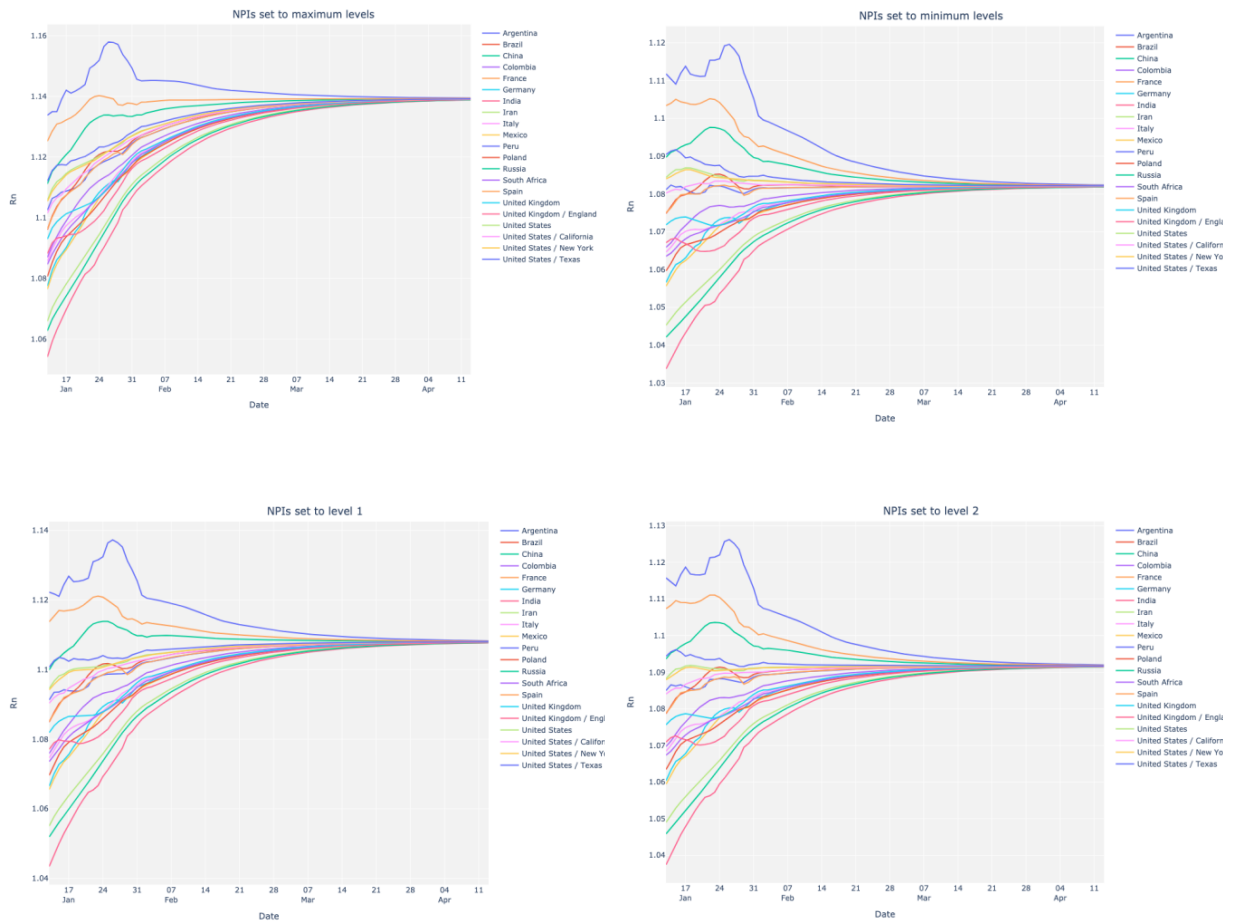 NPIs set to maximum levels
1.16
1.14
1.12
1.1
1.08
1.06
Rn
17 24 31 07 14 21 28 07 14 21 28 04 11
Jan Feb Mar Apr
Date
Argentina
Brazil
China
Colombia
France
Germany
India
Iran
Italy
Mexico
Peru
Poland
Russia
South Africa
Spain
United Kingdom
United Kingdom / England
United States
United States / California
United States / New York
United States / Texas
NPIs set to minimum levels
1.12
1.11
1.1
1.09
1.08
1.07
1.06
1.05
1.04
1.03
Rn
17 24 31 07 14 21 28 07 14 21 28 04 11
Jan Feb Mar Apr
Date
Argentina
Brazil
China
Colombia
France
Germany
India
Iran
Italy
Mexico
Peru
Poland
Russia
South Africa
Spain
United Kingdom
United Kingdom / Engla
United States
United States / Californ
United States / New Yo
United States / Texas
NPIs set to level 1
1.14
1.12
1.10
1.08
1.06
1.04
Rn
17 24 31 07 14 21 28 07 14 21 28 04 11
Jan Feb Mar Apr
Date
Argentina
Brazil
China
Colombia
France
Germany
India
Iran
Italy
Mexico
Peru
Poland
Russia
South Africa
Spain
United Kingdom
United Kingdom / Engl
United States
United States / Califor
United States / New Y
United States / Texas
NPIs set to level 2
1.13
1.12
1.11
1.1
1.09
1.08
1.07
1.06
1.05
1.04
Rn
17 24 31 07 14 21 28 07 14 21 28 04 11
Jan Feb Mar Apr
Date
Argentina
Brazil
China
Colombia
France
Germany
India
Iran
Italy
Mexico
Peru
Poland
Russia
South Africa
Spain
United Kingdom
United Kingdom / Engla
United States
United States / Californ
United States / New Yo
United States / Texas